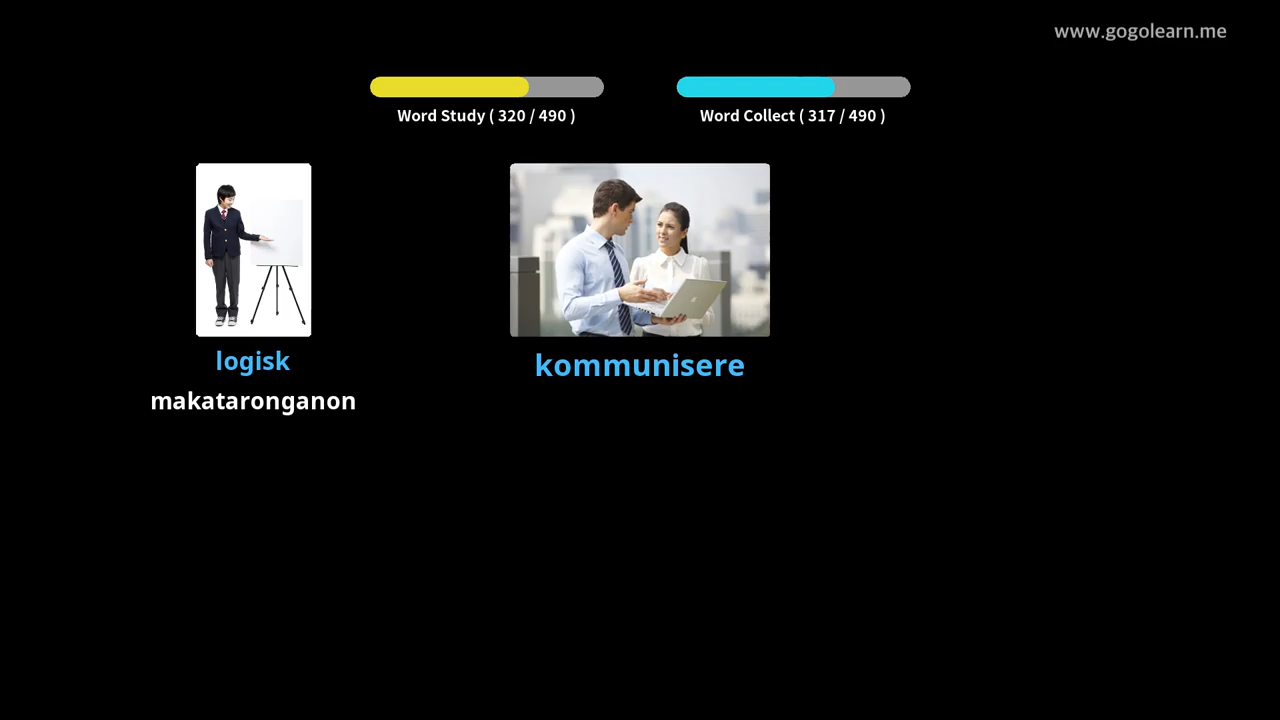 www.gogolearn.me
Word Study ( 320 / 490 )
Word Collect ( 317 / 490 )
logisk
makataronganon
kommunisere